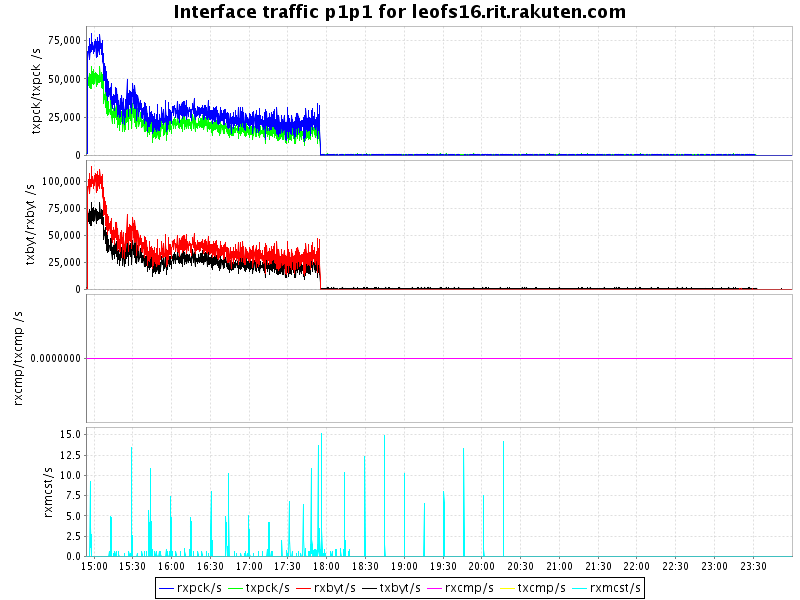 Interface traffic p1p1 for leofs16.rit.rakuten.com
txpck/txpck /s
75,000
50,000
25,000
0
txbyt/rxbyt /s
100,000
75,000
50,000
25,000
0
rxcmp/txcmp /s
0.0000000
rxmcst/s
15.0
12.5
10.0
7.5
5.0
2.5
0.0
15:00 15:30 16:00 16:30 17:00 17:30 18:00 18:30 19:00 19:30 20:00 20:30 21:00 21:30 22:00 22:30 23:00 23:30
rxpck/s txpck/s rxbyt/s txbyt/s rxcmp/s txcmp/s rxmcst/s